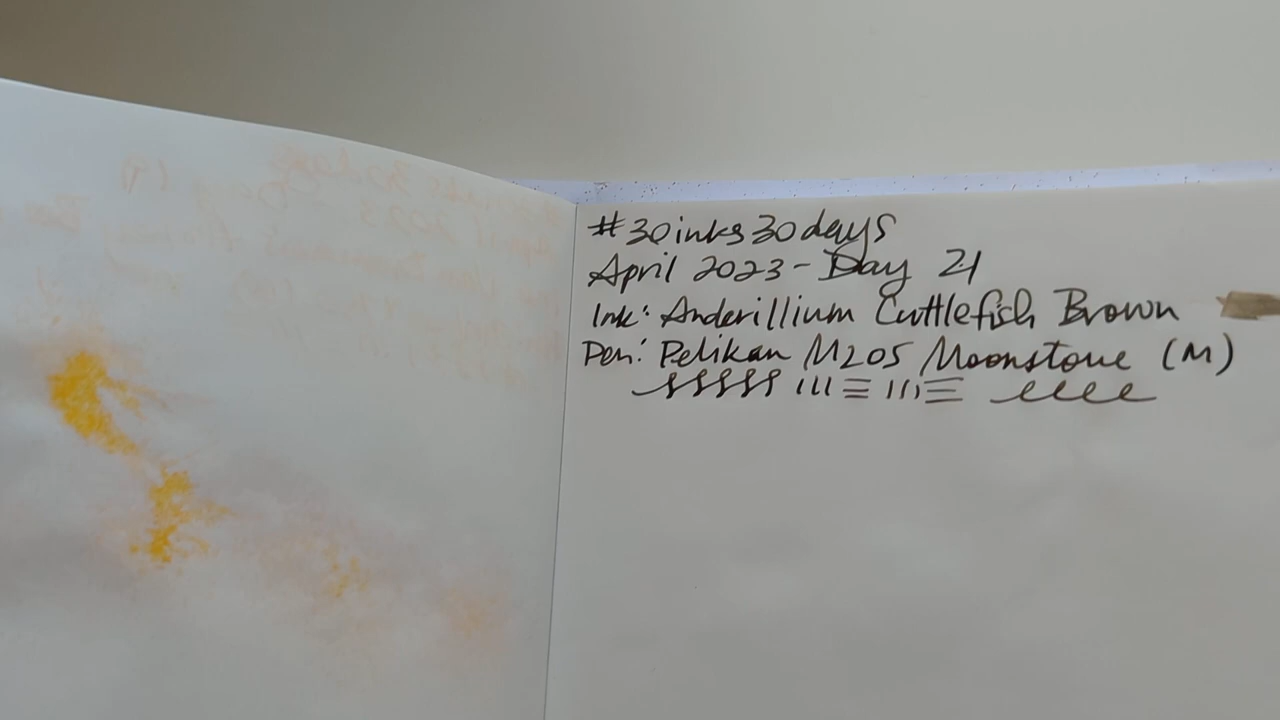 #30inks30days
April 2023 - Day 21
Ink: Anderillium Cuttlefish Brown
Pen: Pelikan M205 Moonstone (M)